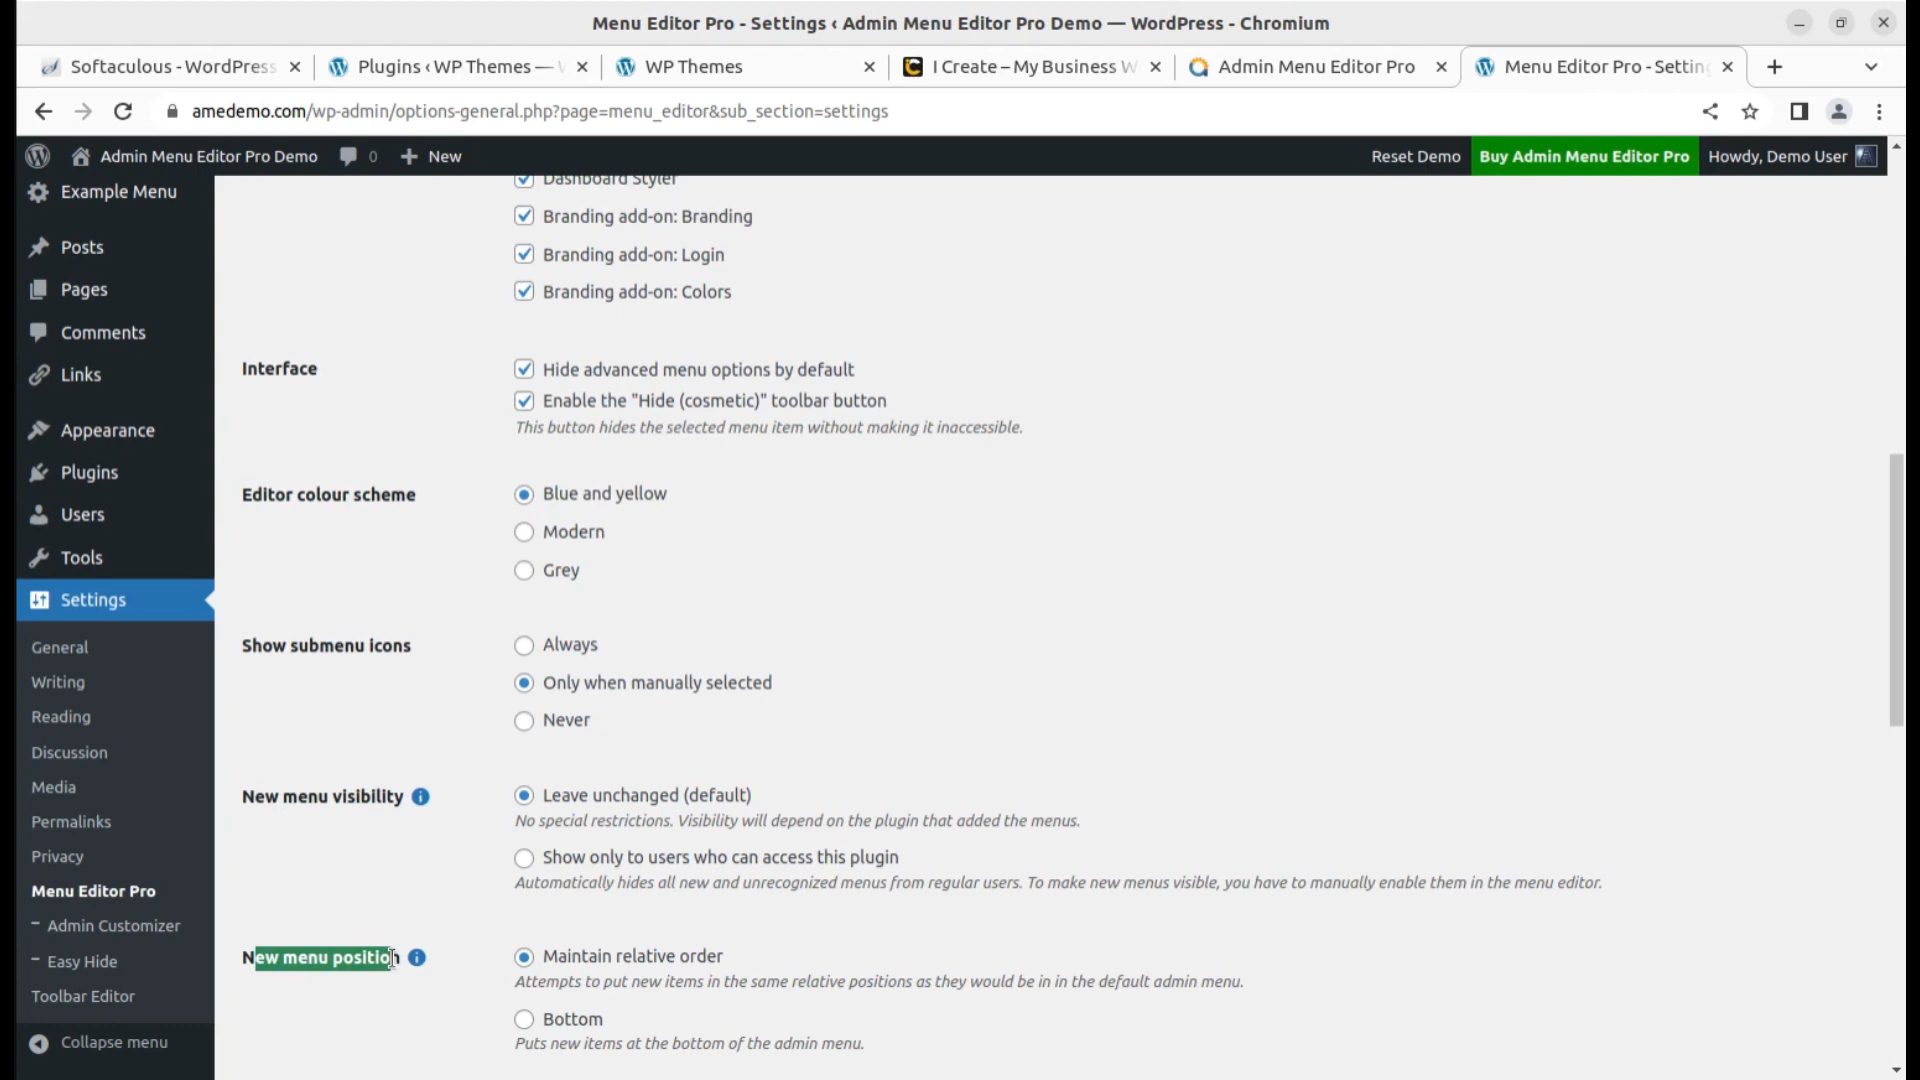 Menu Editor Pro - Settings ‹ Admin Menu Editor Pro Demo — WordPress - Chromium
Softaculous - WordPress
Plugins ‹ WP Themes —
WP Themes
I Create – My Business W
Admin Menu Editor Pro
Menu Editor Pro - Settin
amedemo.com/wp-admin/options-general.php?page=menu_editor&sub_section=settings
Admin Menu Editor Pro Demo
0
New
Reset Demo
Buy Admin Menu Editor Pro
Howdy, Demo User
Example Menu
Posts
Pages
Comments
Links
Appearance
Plugins
Users
Tools
Settings
General
Writing
Reading
Discussion
Media
Permalinks
Privacy
Menu Editor Pro
– Admin Customizer
– Easy Hide
Toolbar Editor
Collapse menu
Dashboard Styler
Branding add-on: Branding
Branding add-on: Login
Branding add-on: Colors
Interface
Hide advanced menu options by default
Enable the "Hide (cosmetic)" toolbar button
This button hides the selected menu item without making it inaccessible.
Editor colour scheme
Blue and yellow
Modern
Grey
Show submenu icons
Always
Only when manually selected
Never
New menu visibility
Leave unchanged (default)
No special restrictions. Visibility will depend on the plugin that added the menus.
Show only to users who can access this plugin
Automatically hides all new and unrecognized menus from regular users. To make new menus visible, you have to manually enable them in the menu editor.
New menu position
Maintain relative order
Attempts to put new items in the same relative positions as they would be in in the default admin menu.
Bottom
Puts new items at the bottom of the admin menu.